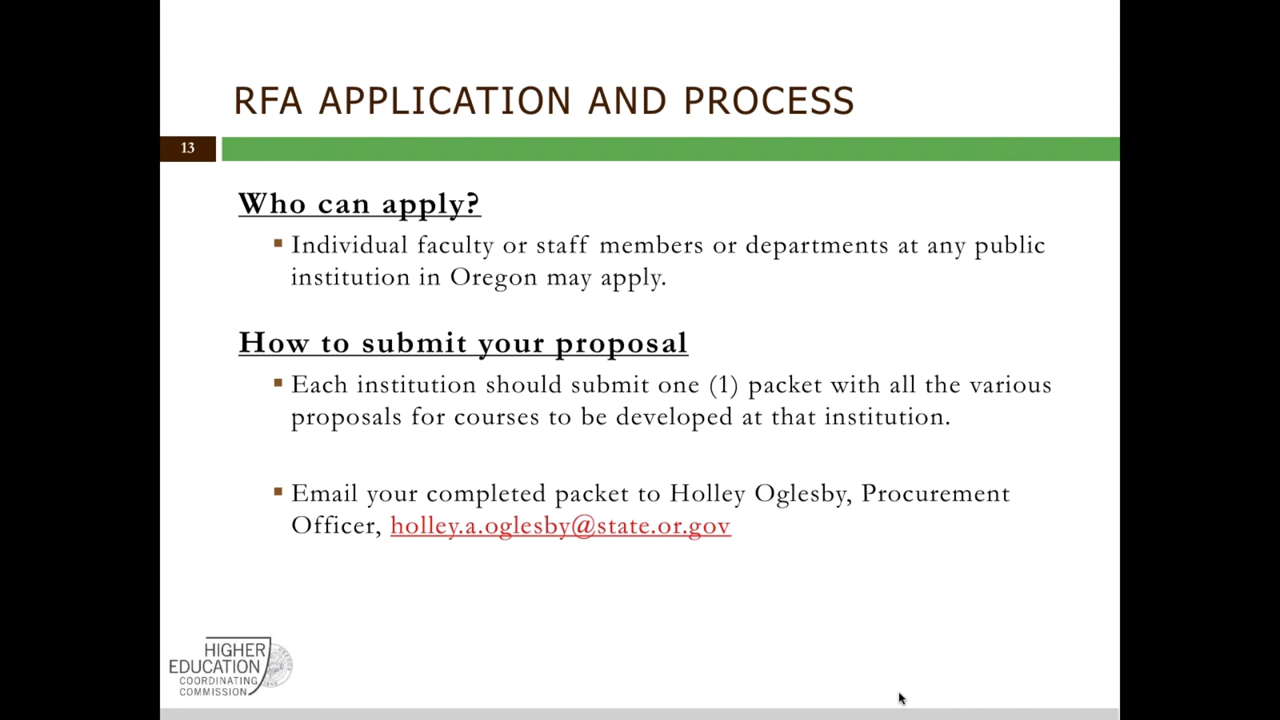 RFA APPLICATION AND PROCESS
13
Who can apply?
Individual faculty or staff members or departments at any public
institution in Oregon may apply.
How to submit your proposal
Each institution should submit one (1) packet with all the various
proposals for courses to be developed at that institution.
Email your completed packet to Holley Oglesby, Procurement
Officer, holley.a.oglesby@state.or.gov
HIGHER
EDUCATION
COORDINATING
COMMISSION